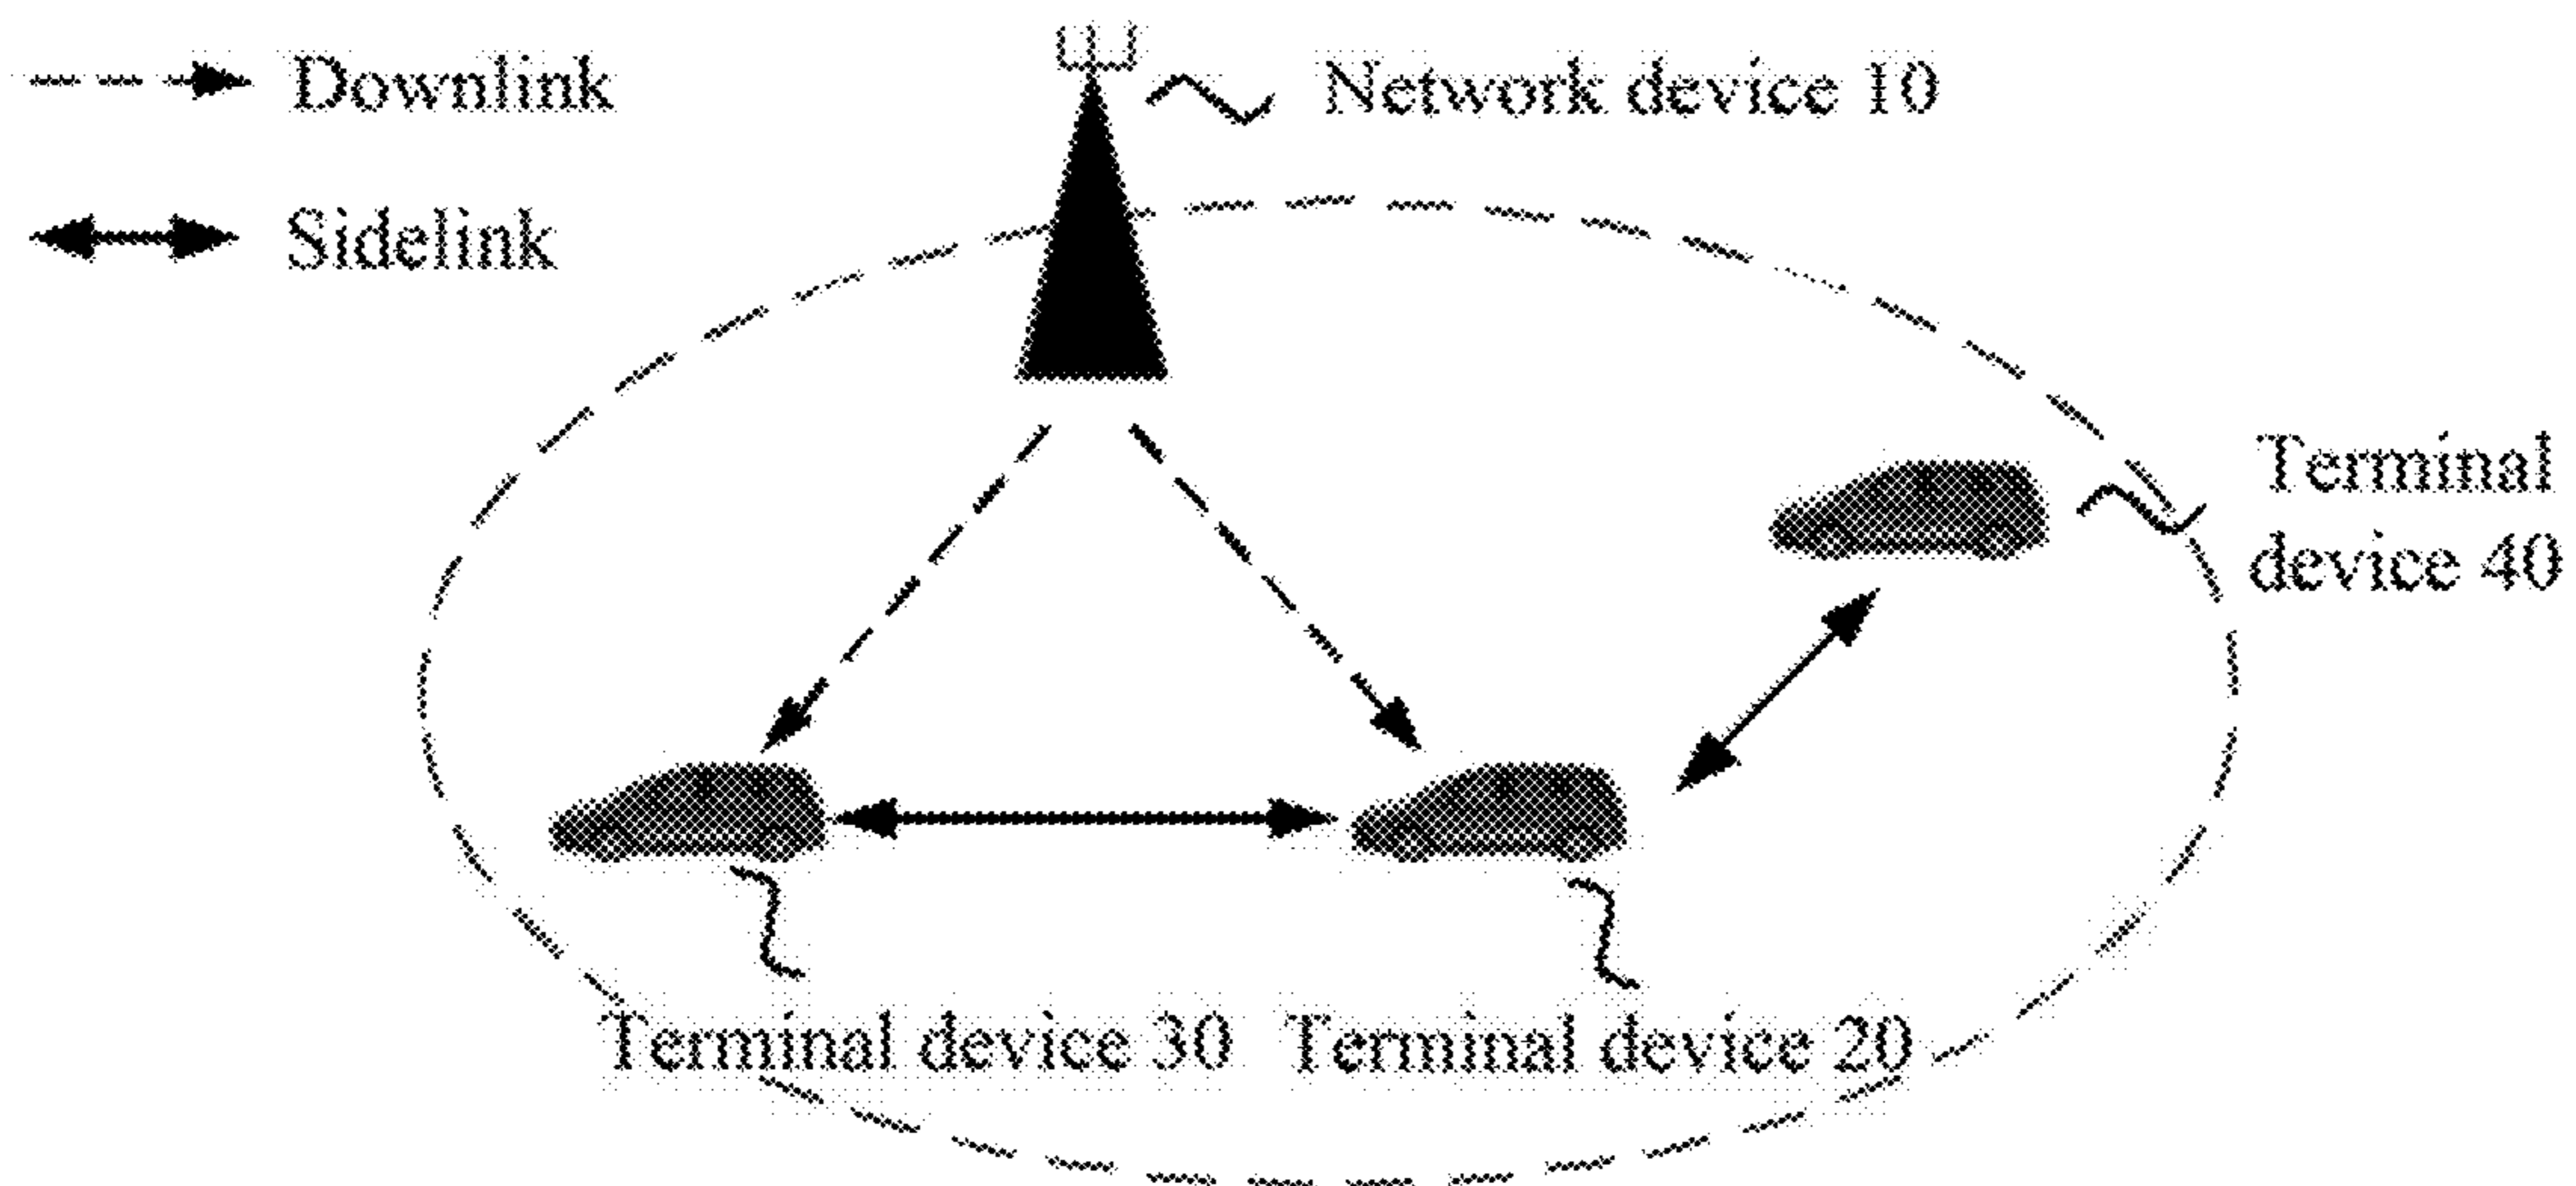 Downlink
Network device 10
Sidelink
Terminal
device 40
Terminal device 30
Terminal device 20